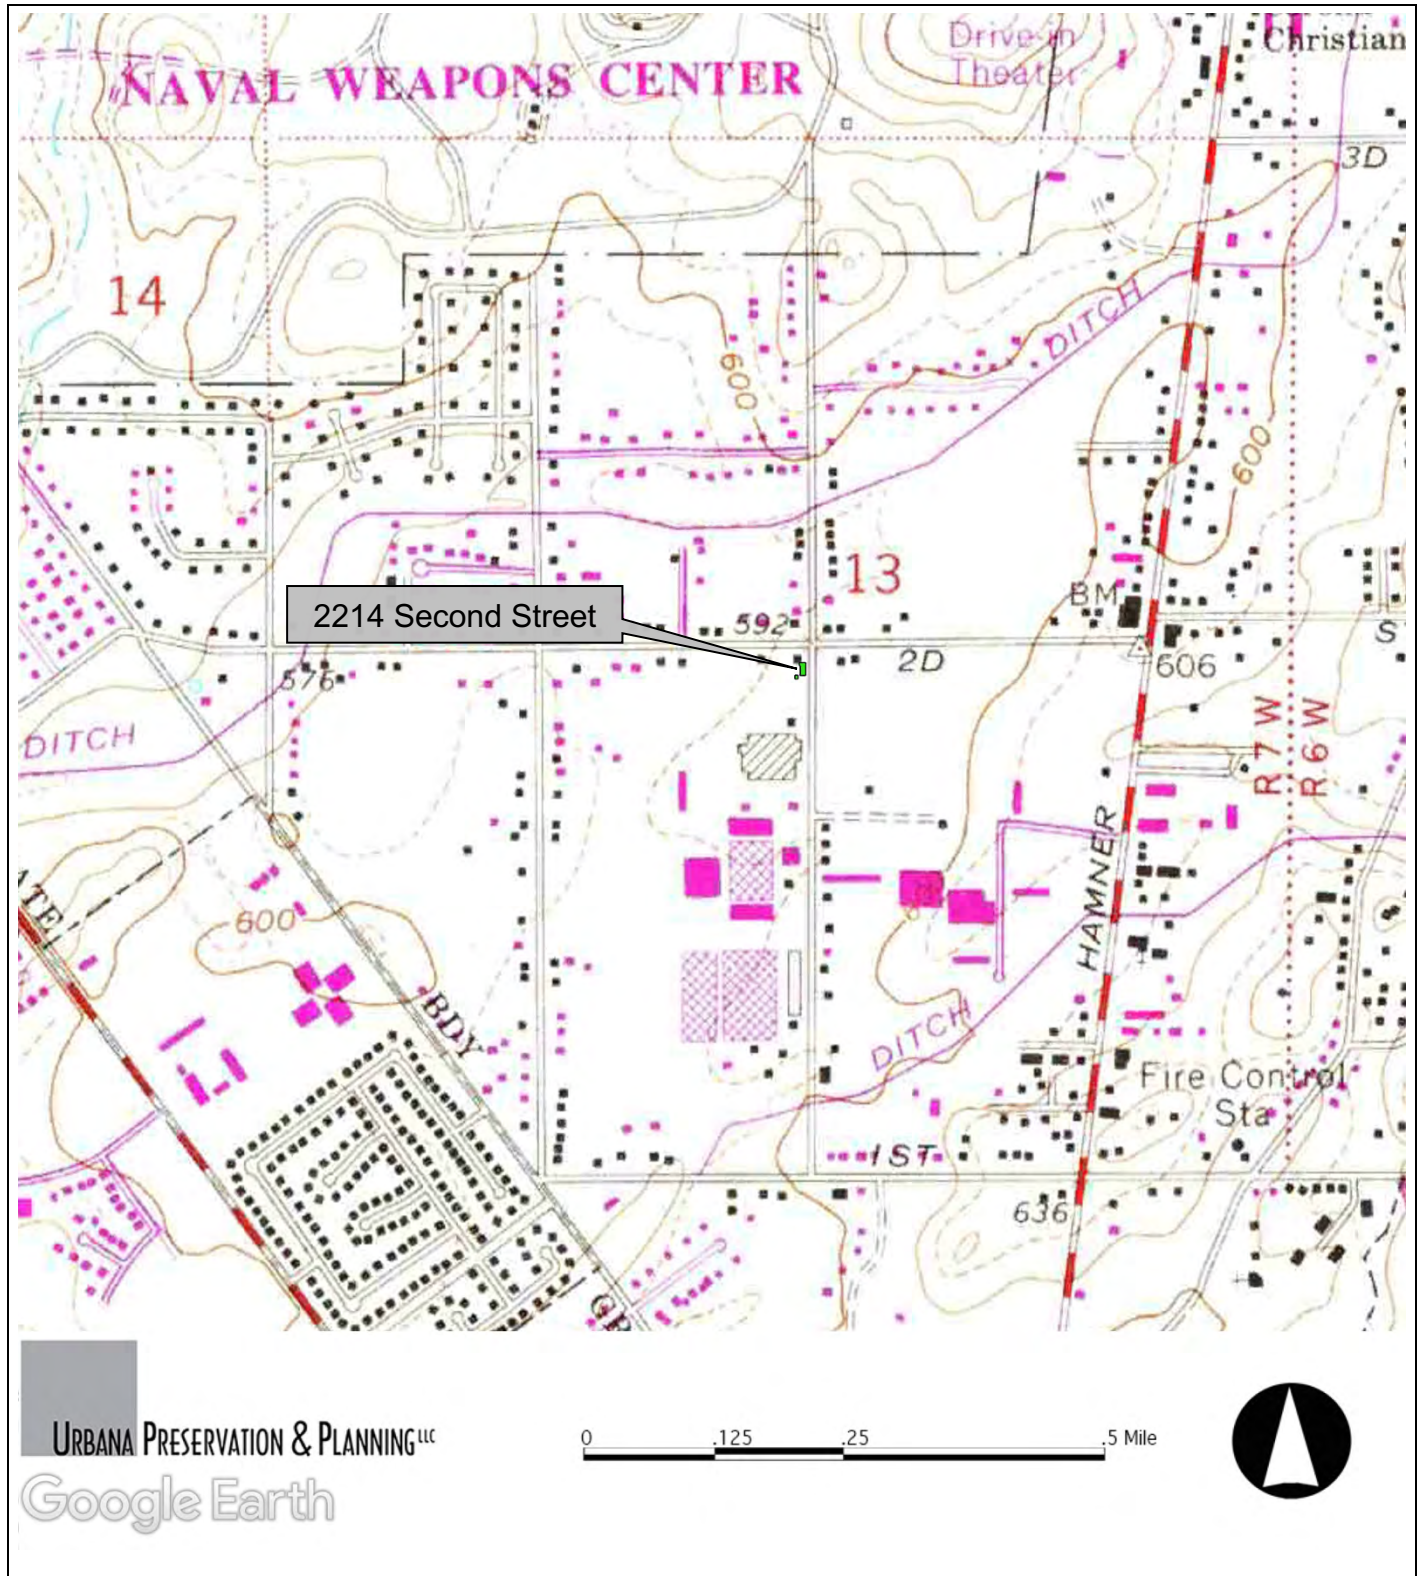 Drive-in
Theater
Christian
NAVAL WEAPONS CENTER
3D
14
DITCH
600
600
13
BM
2214 Second Street
592
2D
S
606
576
DITCH
R 7 W
R 6 W
HAMNER
ATE
600
BDY
DITCH
Fire Control
Sta
1ST
636
URBANA PRESERVATION & PLANNING LLC
0 .125 .25 .5 Mile
Google Earth